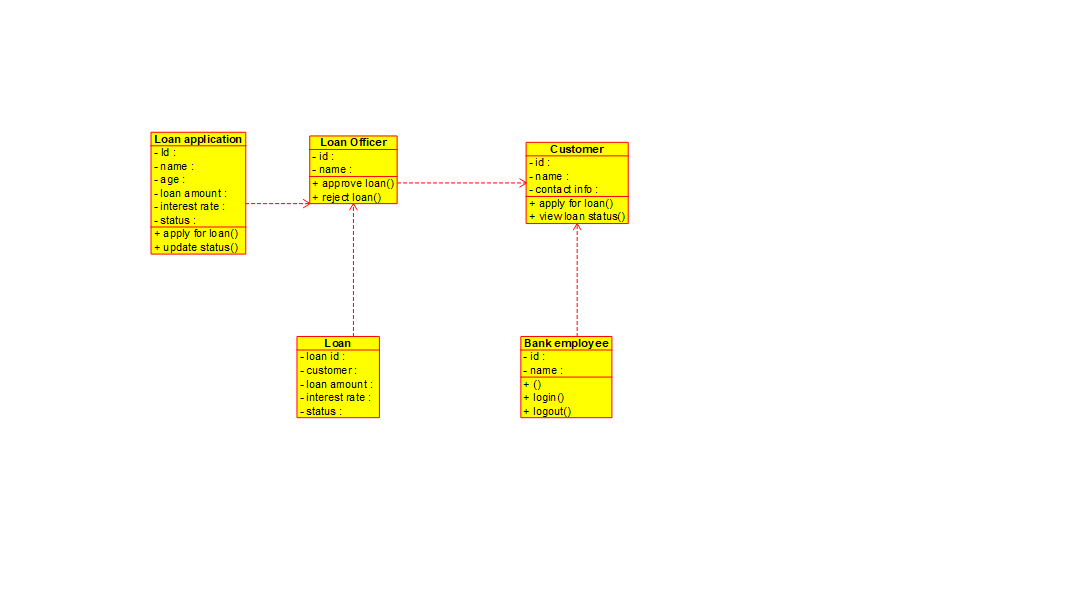 Loan application
- Id :
- name :
- age :
- loan amount :
- interest rate :
- status :
+ apply for loan()
+ update status()
Loan Officer
- id :
- name :
+ approve loan()
+ reject loan()
Customer
- id :
- name :
- contact info :
+ apply for loan()
+ view loan status()
Loan
- loan id :
- customer :
- loan amount :
- interest rate :
- status :
Bank employee
- id :
- name :
+ ()
+ login()
+ logout()